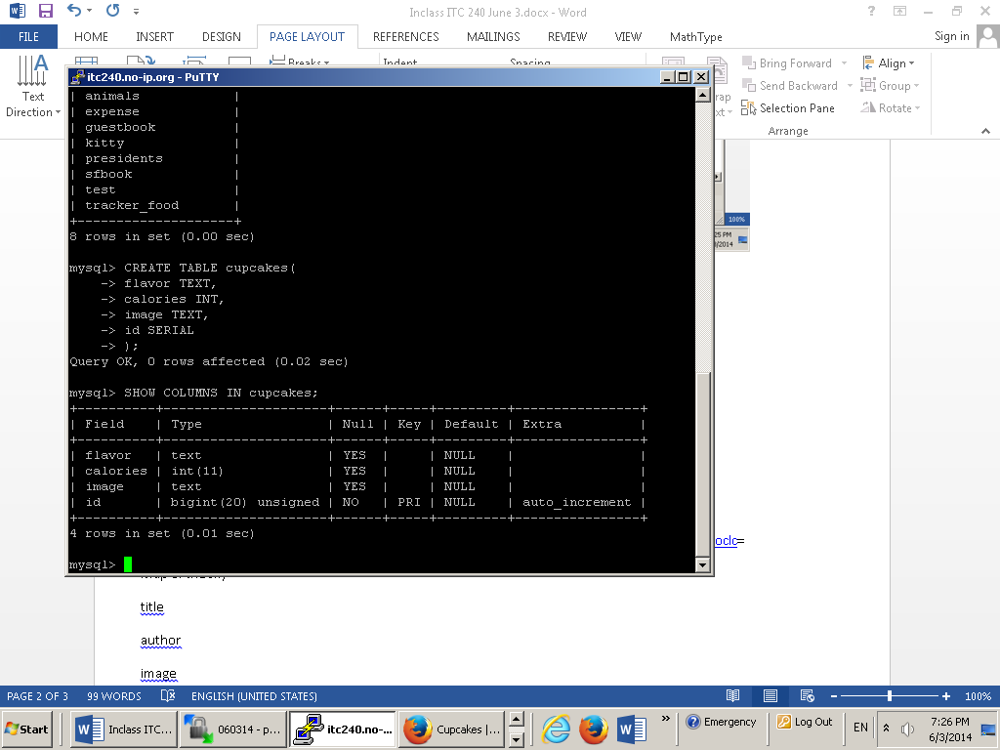 Inclass ITC 240 June 3.docx - Word
FILE HOME INSERT DESIGN PAGE LAYOUT REFERENCES MAILINGS REVIEW VIEW MathType Sign in
Text
Direction
Breaks
Indent
Spacing
Bring Forward
Send Backward
Selection Pane
Align
Group
Rotate
Arrange
itc240.no-ip.org - PuTTY
| animals |
| expense |
| guestbook |
| kitty |
| presidents |
| sfbook |
| test |
| tracker_food |
+--------------------+
8 rows in set (0.00 sec)
mysql> CREATE TABLE cupcakes(
-> flavor TEXT,
-> calories INT,
-> image TEXT,
-> id SERIAL
-> );
Query OK, 0 rows affected (0.02 sec)
mysql> SHOW COLUMNS IN cupcakes;
+----------+---------------------+------+-----+---------+----------------+
| Field | Type | Null | Key | Default | Extra |
+----------+---------------------+------+-----+---------+----------------+
| flavor | text | YES | | NULL | |
| calories | int(11) | YES | | NULL | |
| image | text | YES | | NULL | |
| id | bigint(20) unsigned | NO | PRI | NULL | auto_increment |
+----------+---------------------+------+-----+---------+----------------+
4 rows in set (0.01 sec)
mysql>
100%
oclc=
title
author
image
PAGE 2 OF 3 99 WORDS ENGLISH (UNITED STATES) 100%
Start Inclass ITC... 060314 - p... itc240.no-... Cupcakes |... » Emergency Log Out EN 7:26 PM
6/3/2014